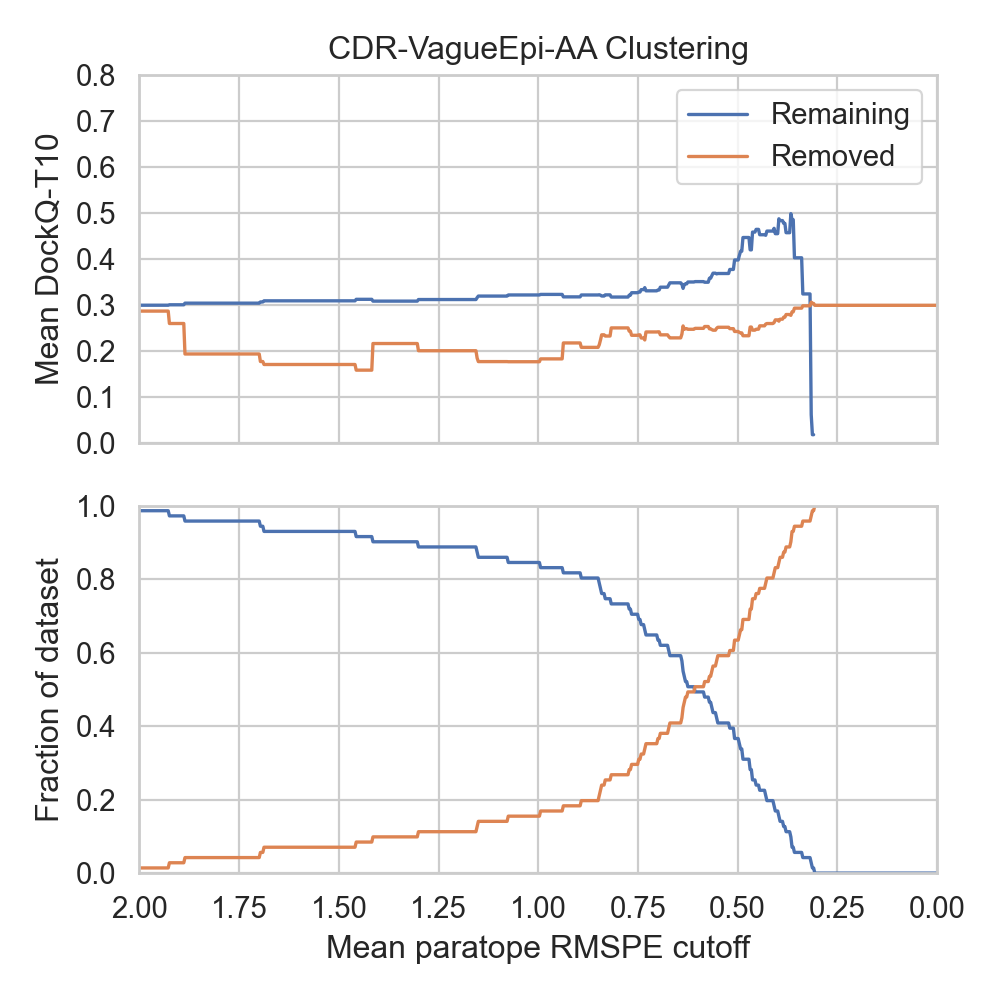 CDR-VagueEpi-AA Clustering
0.8
0.7
0.6
0.5
0.4
0.3
0.2
0.1
0.0
Mean DockQ-T10
Remaining
Removed
1.0
0.8
0.6
0.4
0.2
0.0
Fraction of dataset
2.00 1.75 1.50 1.25 1.00 0.75 0.50 0.25 0.00
Mean paratope RMSPE cutoff